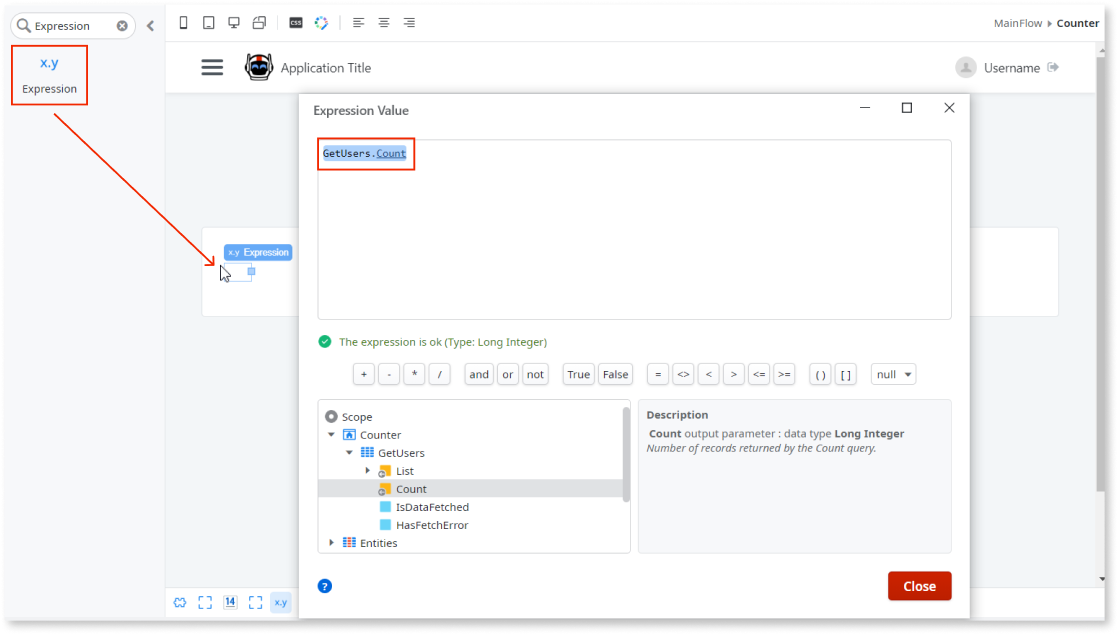 Expression
x.y
Expression
css
MainFlow Counter
Application Title
Username
Expression Value
GetUsers.Count
x.y Expression
The expression is ok (Type: Long Integer)
+ - * / and or not True False = <> < > <= >= ( ) [ ] null
Scope
Counter
GetUsers
List
Count
IsDataFetched
HasFetchError
Entities
Description
Count output parameter : data type Long Integer
Number of records returned by the Count query.
?
Close
14
x.y